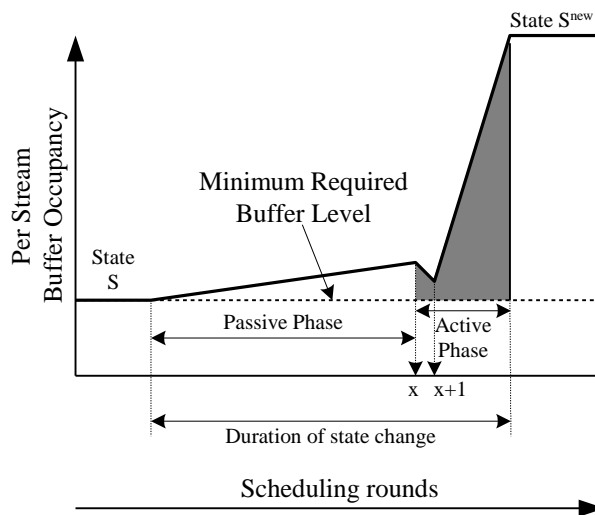 State S^new
Per Stream
Buffer Occupancy
Minimum Required
Buffer Level
State
S
Passive Phase
Active
Phase
x
x+1
Duration of state change
Scheduling rounds